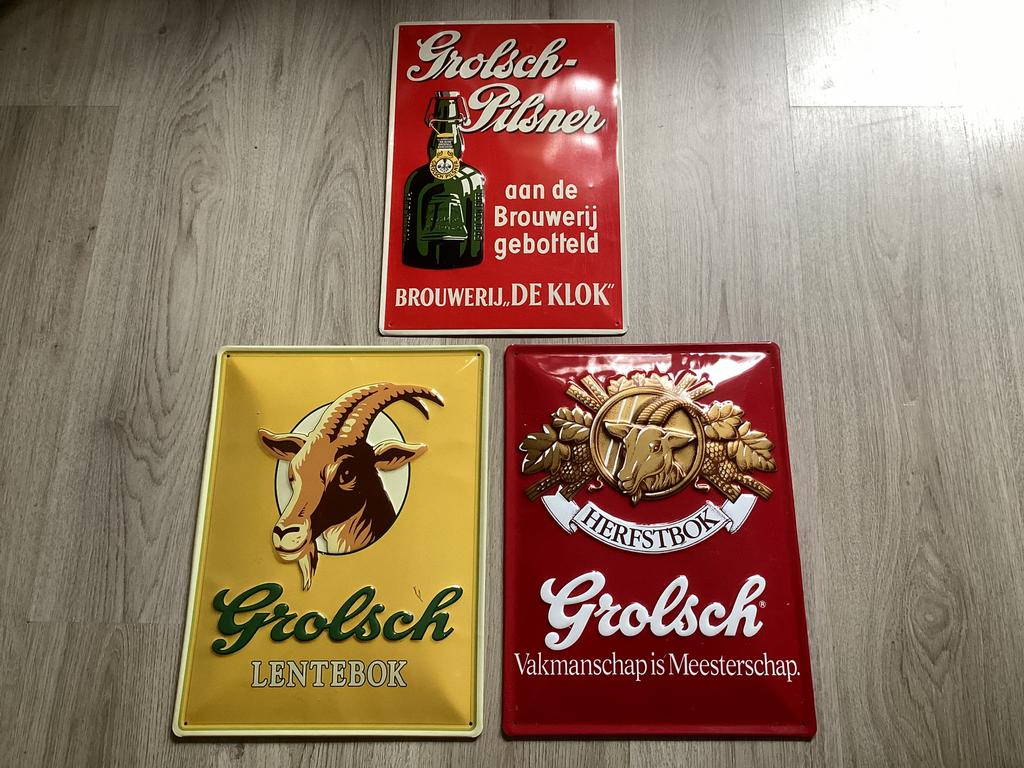 Grolsch-
Pilsner
aan de
Brouwerij
gebotteld
BROUWERIJ „DE KLOK"
Grolsch
LENTEBOK
HERFSTBOK
Grolsch®
Vakmanschap is Meesterschap.